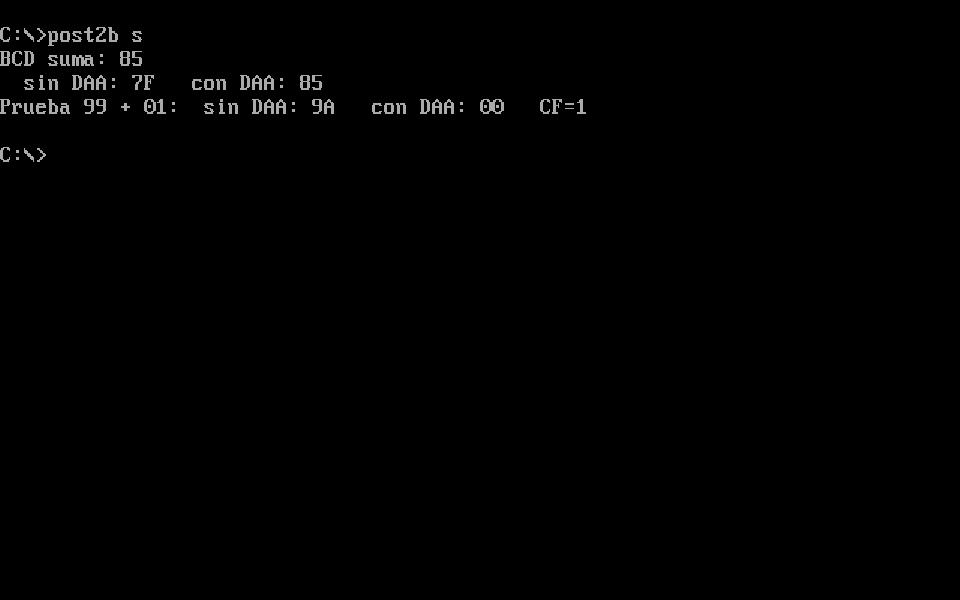 C:\>post2b s
BCD suma: 85
  sin DAA: 7F   con DAA: 85
Prueba 99 + 01:  sin DAA: 9A   con DAA: 00   CF=1
C:\>